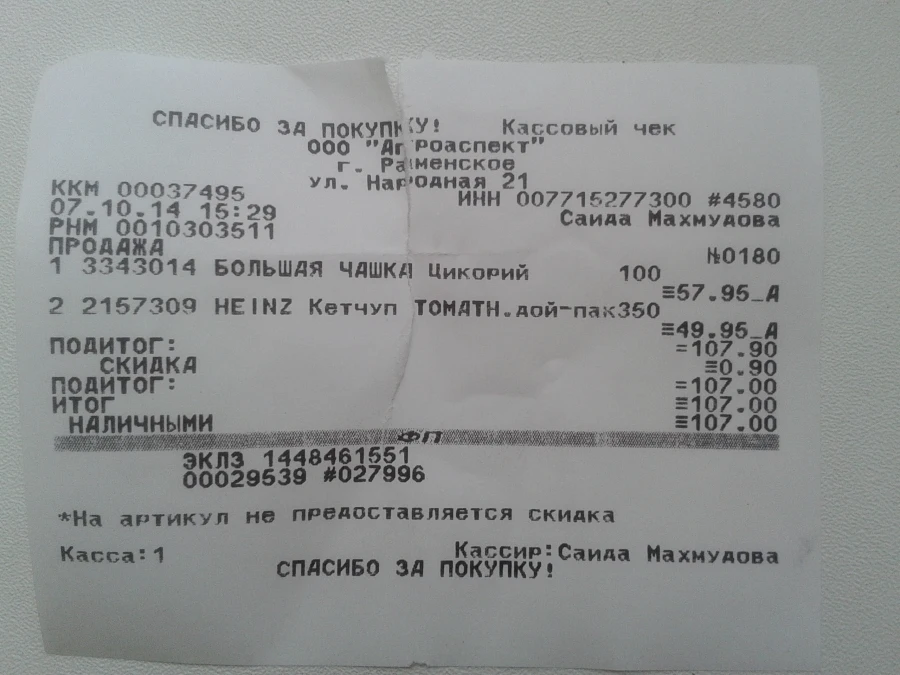 СПАСИБО ЗА ПОКУПКУ! Кассовый чек
ООО "Агроаспект"
г. Раменское
ул. Народная 21
ККМ 00037495 ИНН 007715277300 #4580
07.10.14 15:29 Саида Махмудова
РНМ 0010303511
ПРОДАЖА №0180
1 3343014 БОЛЬШАЯ ЧАШКА Цикорий 100
≡57.95_А
2 2157309 HEINZ Кетчуп ТОМАТН.дой-пак350
≡49.95_А
ПОДИТОГ: =107.90
СКИДКА ≡0.90
ПОДИТОГ: =107.00
ИТОГ ≡107.00
НАЛИЧНЫМИ ≡107.00
ФП
ЭКЛЗ 1448461551
00029539 #027996
*На артикул не предоставляется скидка
Касса:1 Кассир:Саида Махмудова
СПАСИБО ЗА ПОКУПКУ!